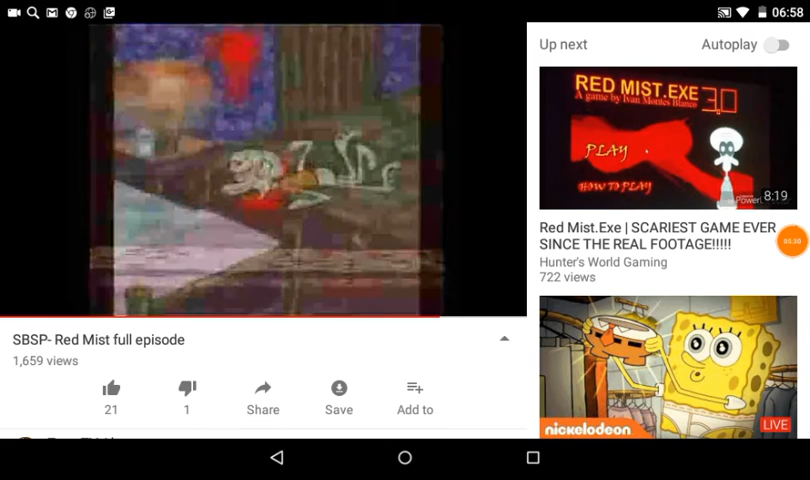 06:58
Up next
Autoplay
RED MIST.EXE
A game by Ivan Montes Blanco
3.0
PLAY
HOW TO PLAY
Power
8:19
Red Mist.Exe | SCARIEST GAME EVER
SINCE THE REAL FOOTAGE!!!!!
Hunter's World Gaming
722 views
SBSP- Red Mist full episode
1,659 views
21
1
Share
Save
Add to
nickelodeon
LIVE